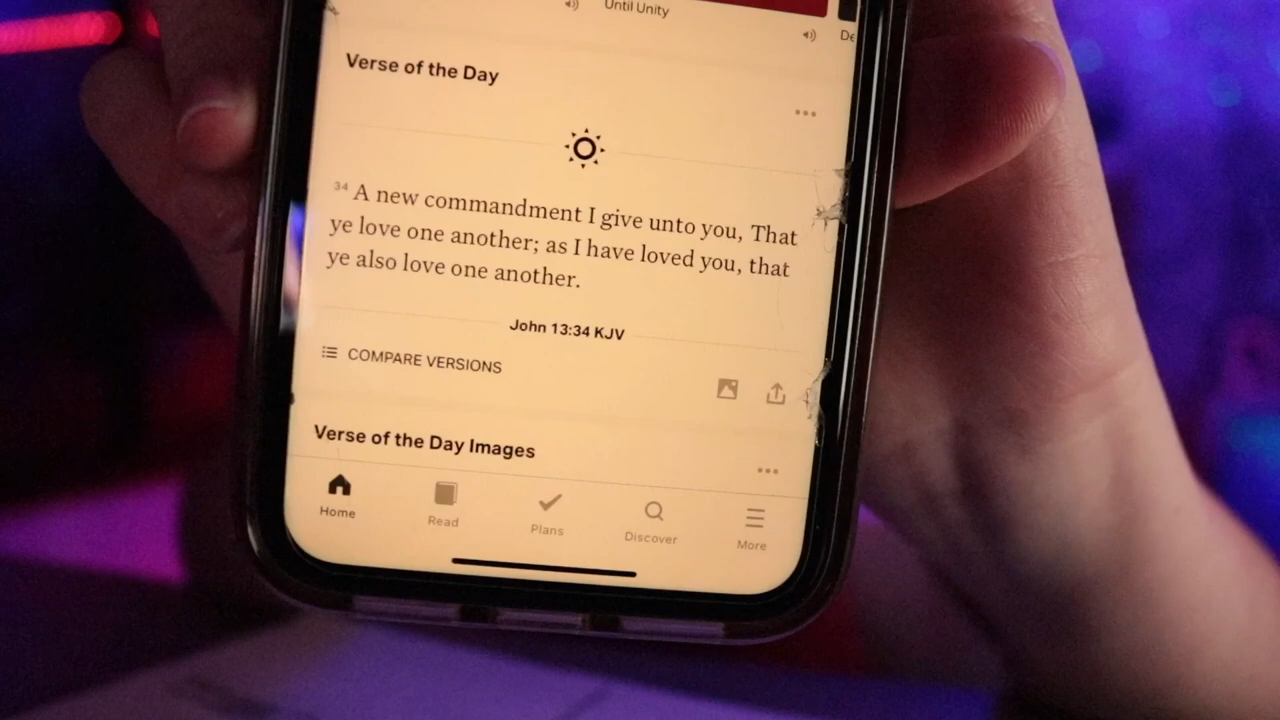 Until Unity
De
Verse of the Day
34 A new commandment I give unto you, That
ye love one another; as I have loved you, that
ye also love one another.
John 13:34 KJV
COMPARE VERSIONS
Verse of the Day Images
Home
Read
Plans
Discover
More